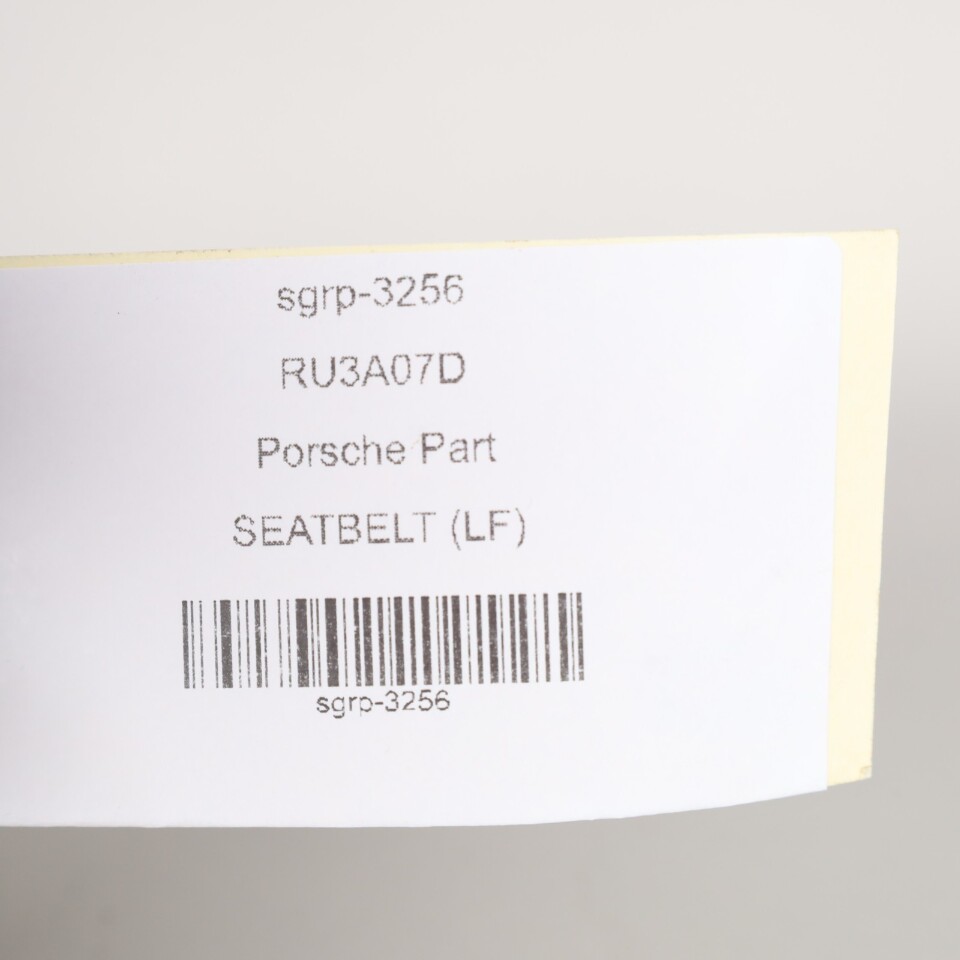 sgrp-3256
RU3A07D
Porsche Part
SEATBELT (LF)
sgrp-3256